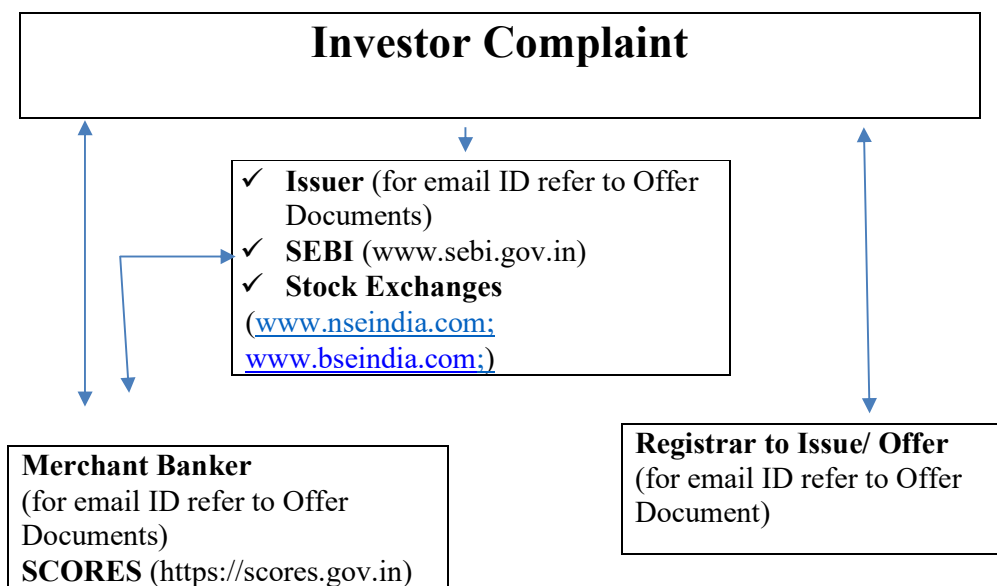 Investor Complaint
✓ Issuer (for email ID refer to Offer
Documents)
✓ SEBI (www.sebi.gov.in)
✓ Stock Exchanges
(www.nseindia.com;
www.bseindia.com;)
Merchant Banker
(for email ID refer to Offer
Documents)
SCORES (https://scores.gov.in)
Registrar to Issue/ Offer
(for email ID refer to Offer
Document)